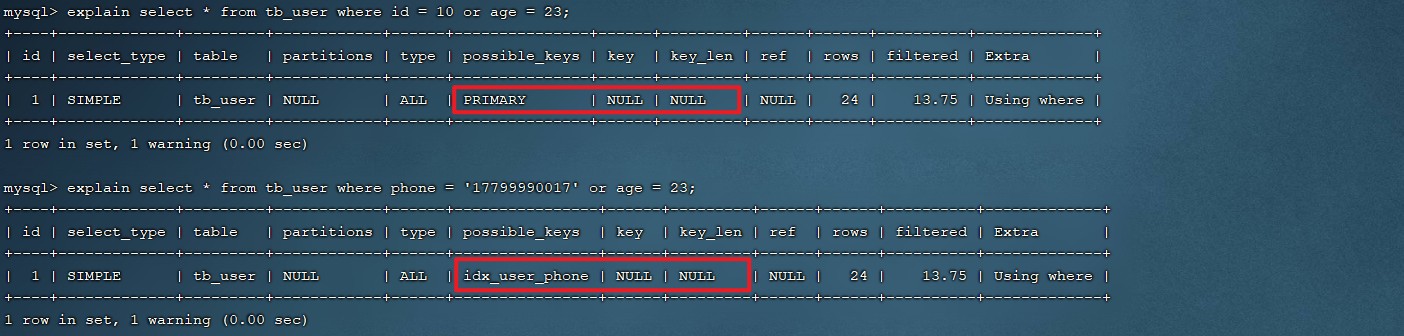 mysql> explain select * from tb_user where id = 10 or age = 23;
+----+-------------+---------+------------+------+---------------+------+---------+------+------+----------+-------------+
| id | select_type | table   | partitions | type | possible_keys | key  | key_len | ref  | rows | filtered | Extra       |
+----+-------------+---------+------------+------+---------------+------+---------+------+------+----------+-------------+
|  1 | SIMPLE      | tb_user | NULL       | ALL  | PRIMARY       | NULL | NULL    | NULL |   24 |    13.75 | Using where |
+----+-------------+---------+------------+------+---------------+------+---------+------+------+----------+-------------+
1 row in set, 1 warning (0.00 sec)
mysql> explain select * from tb_user where phone = '17799990017' or age = 23;
+----+-------------+---------+------------+------+----------------+------+---------+------+------+----------+-------------+
| id | select_type | table   | partitions | type | possible_keys  | key  | key_len | ref  | rows | filtered | Extra       |
+----+-------------+---------+------------+------+----------------+------+---------+------+------+----------+-------------+
|  1 | SIMPLE      | tb_user | NULL       | ALL  | idx_user_phone | NULL | NULL    | NULL |   24 |    13.75 | Using where |
+----+-------------+---------+------------+------+----------------+------+---------+------+------+----------+-------------+
1 row in set, 1 warning (0.00 sec)